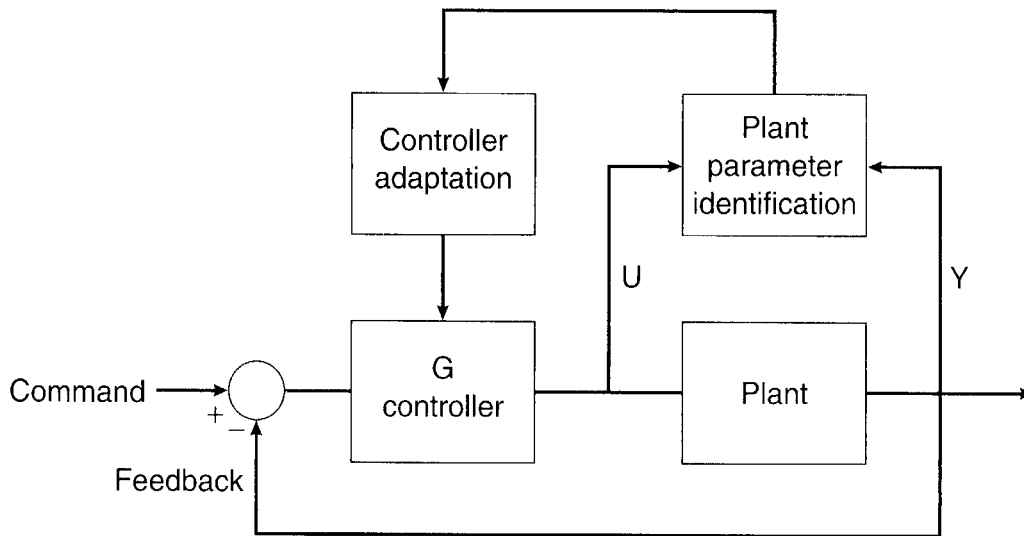 Controller
adaptation
Plant
parameter
identification
U
Y
Command
+
−
G
controller
Plant
Feedback